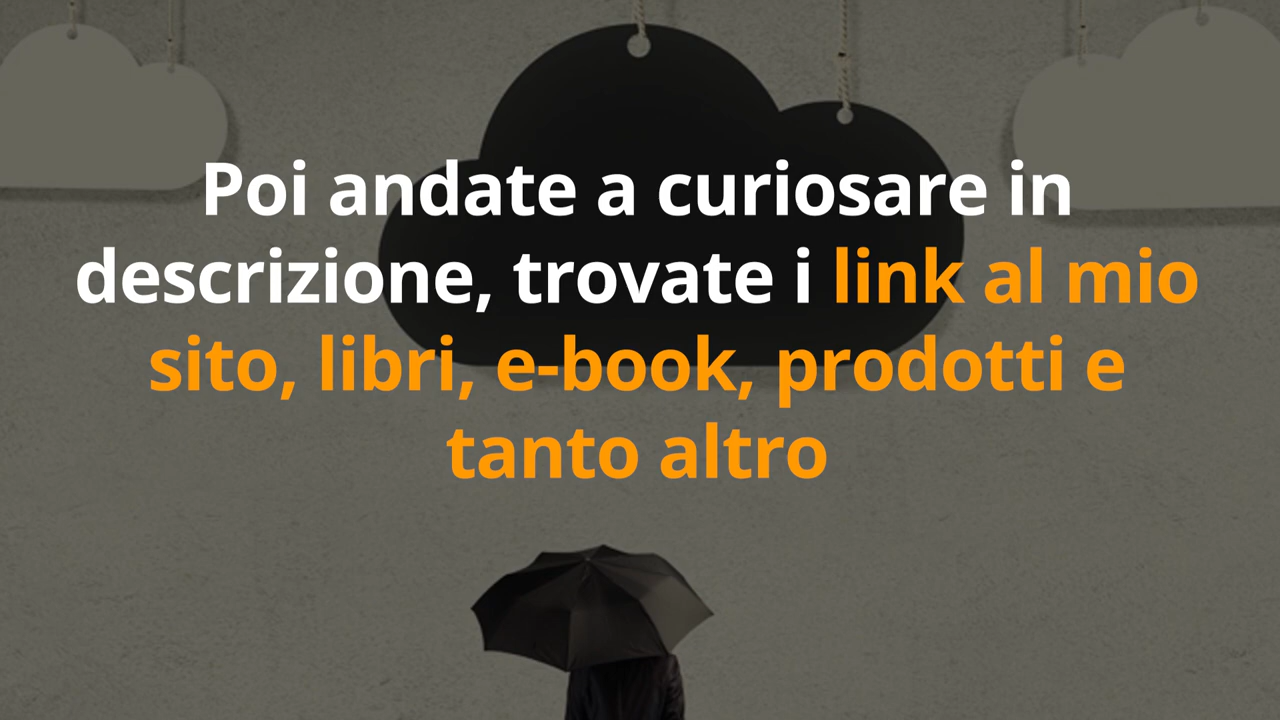 Poi andate a curiosare in
descrizione, trovate i link al mio
sito, libri, e-book, prodotti e
tanto altro